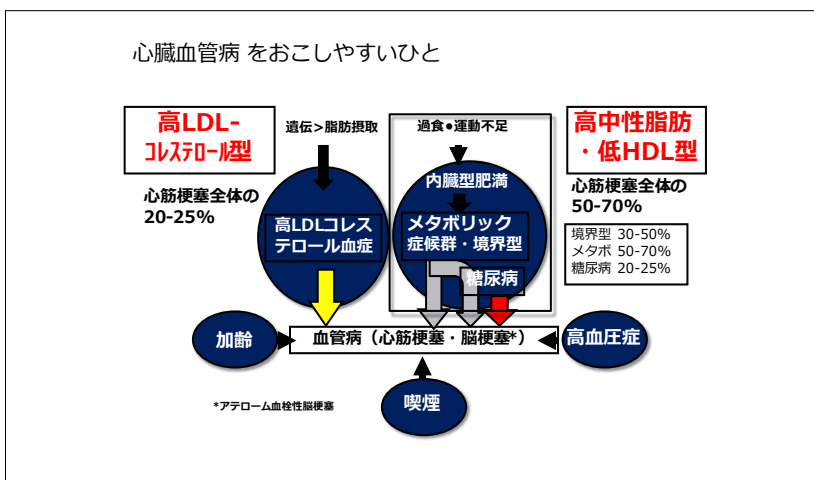 心臓血管病 をおこしやすいひと
高LDL-
ｺﾚｽﾃﾛｰﾙ型
遺伝>脂肪摂取
過食●運動不足
高中性脂肪
・低HDL型
心筋梗塞全体の
20-25%
内臓型肥満
心筋梗塞全体の
50-70%
高LDLコレス
テロール血症
メタボリック
症候群・境界型
境界型 30-50%
メタボ 50-70%
糖尿病 20-25%
糖尿病
加齢
血管病（心筋梗塞・脳梗塞*）
高血圧症
*アテローム血栓性脳梗塞
喫煙